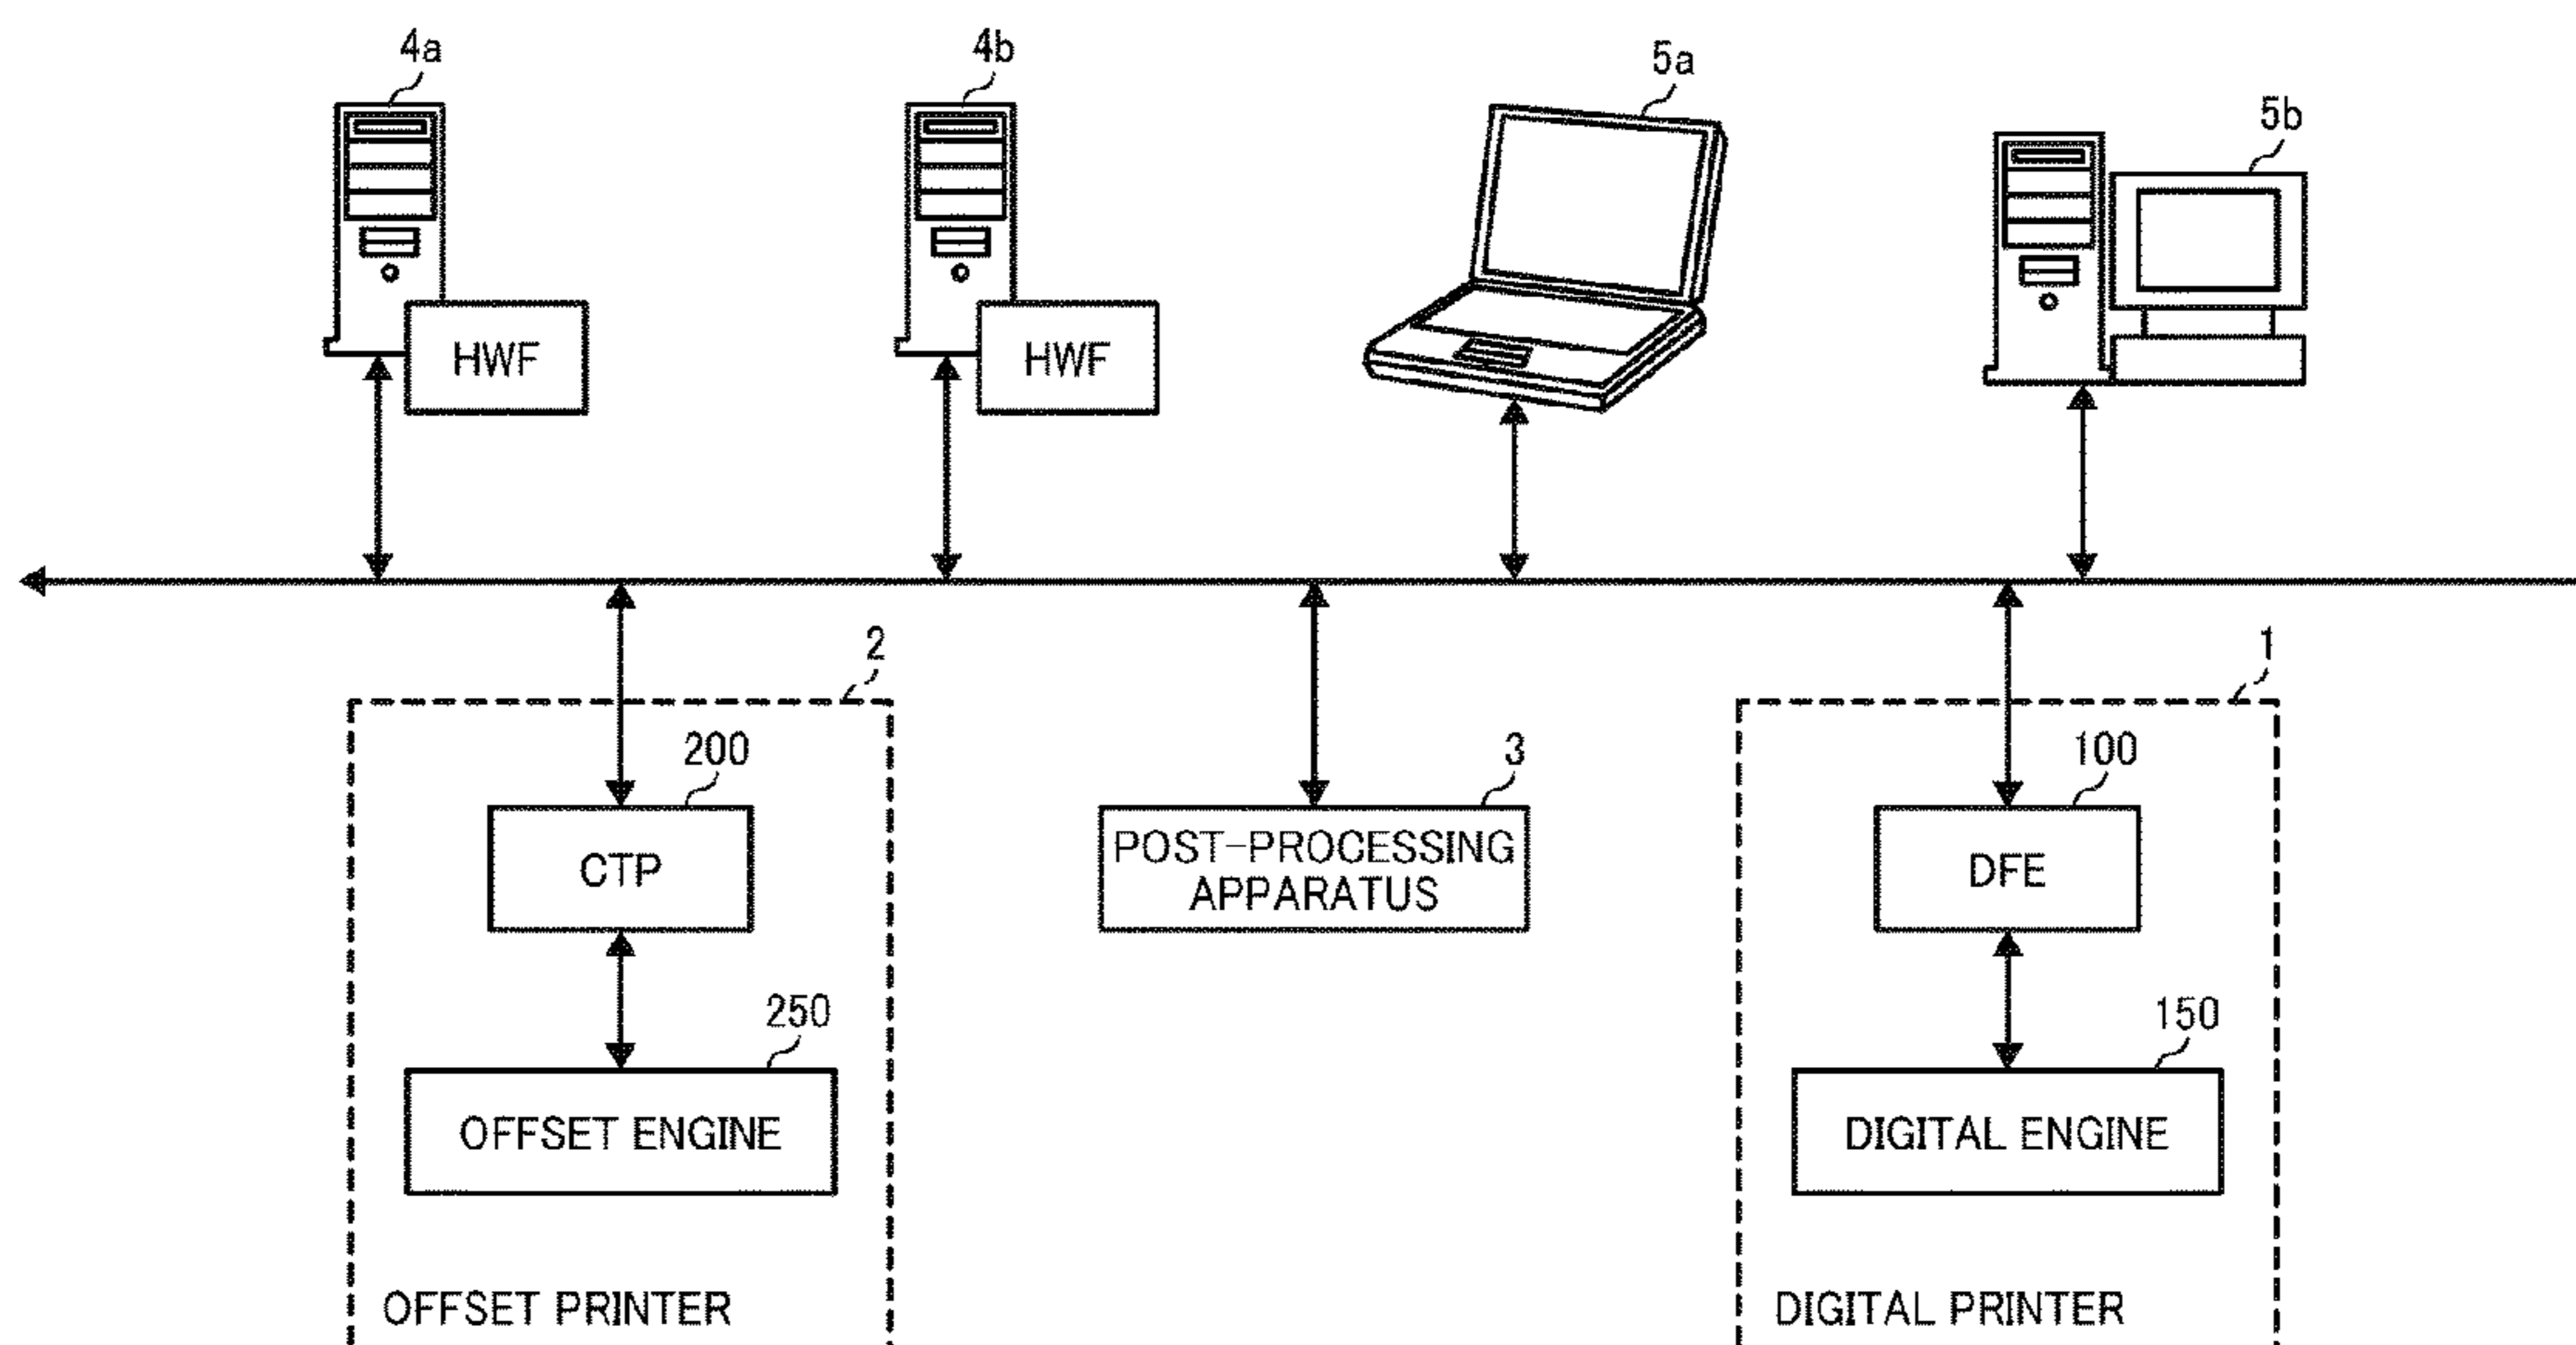 4a
4b
5a
5b
HWF
HWF
2
1
200
3
100
CTP
POST-PROCESSING
APPARATUS
DFE
250
150
OFFSET ENGINE
DIGITAL ENGINE
OFFSET PRINTER
DIGITAL PRINTER